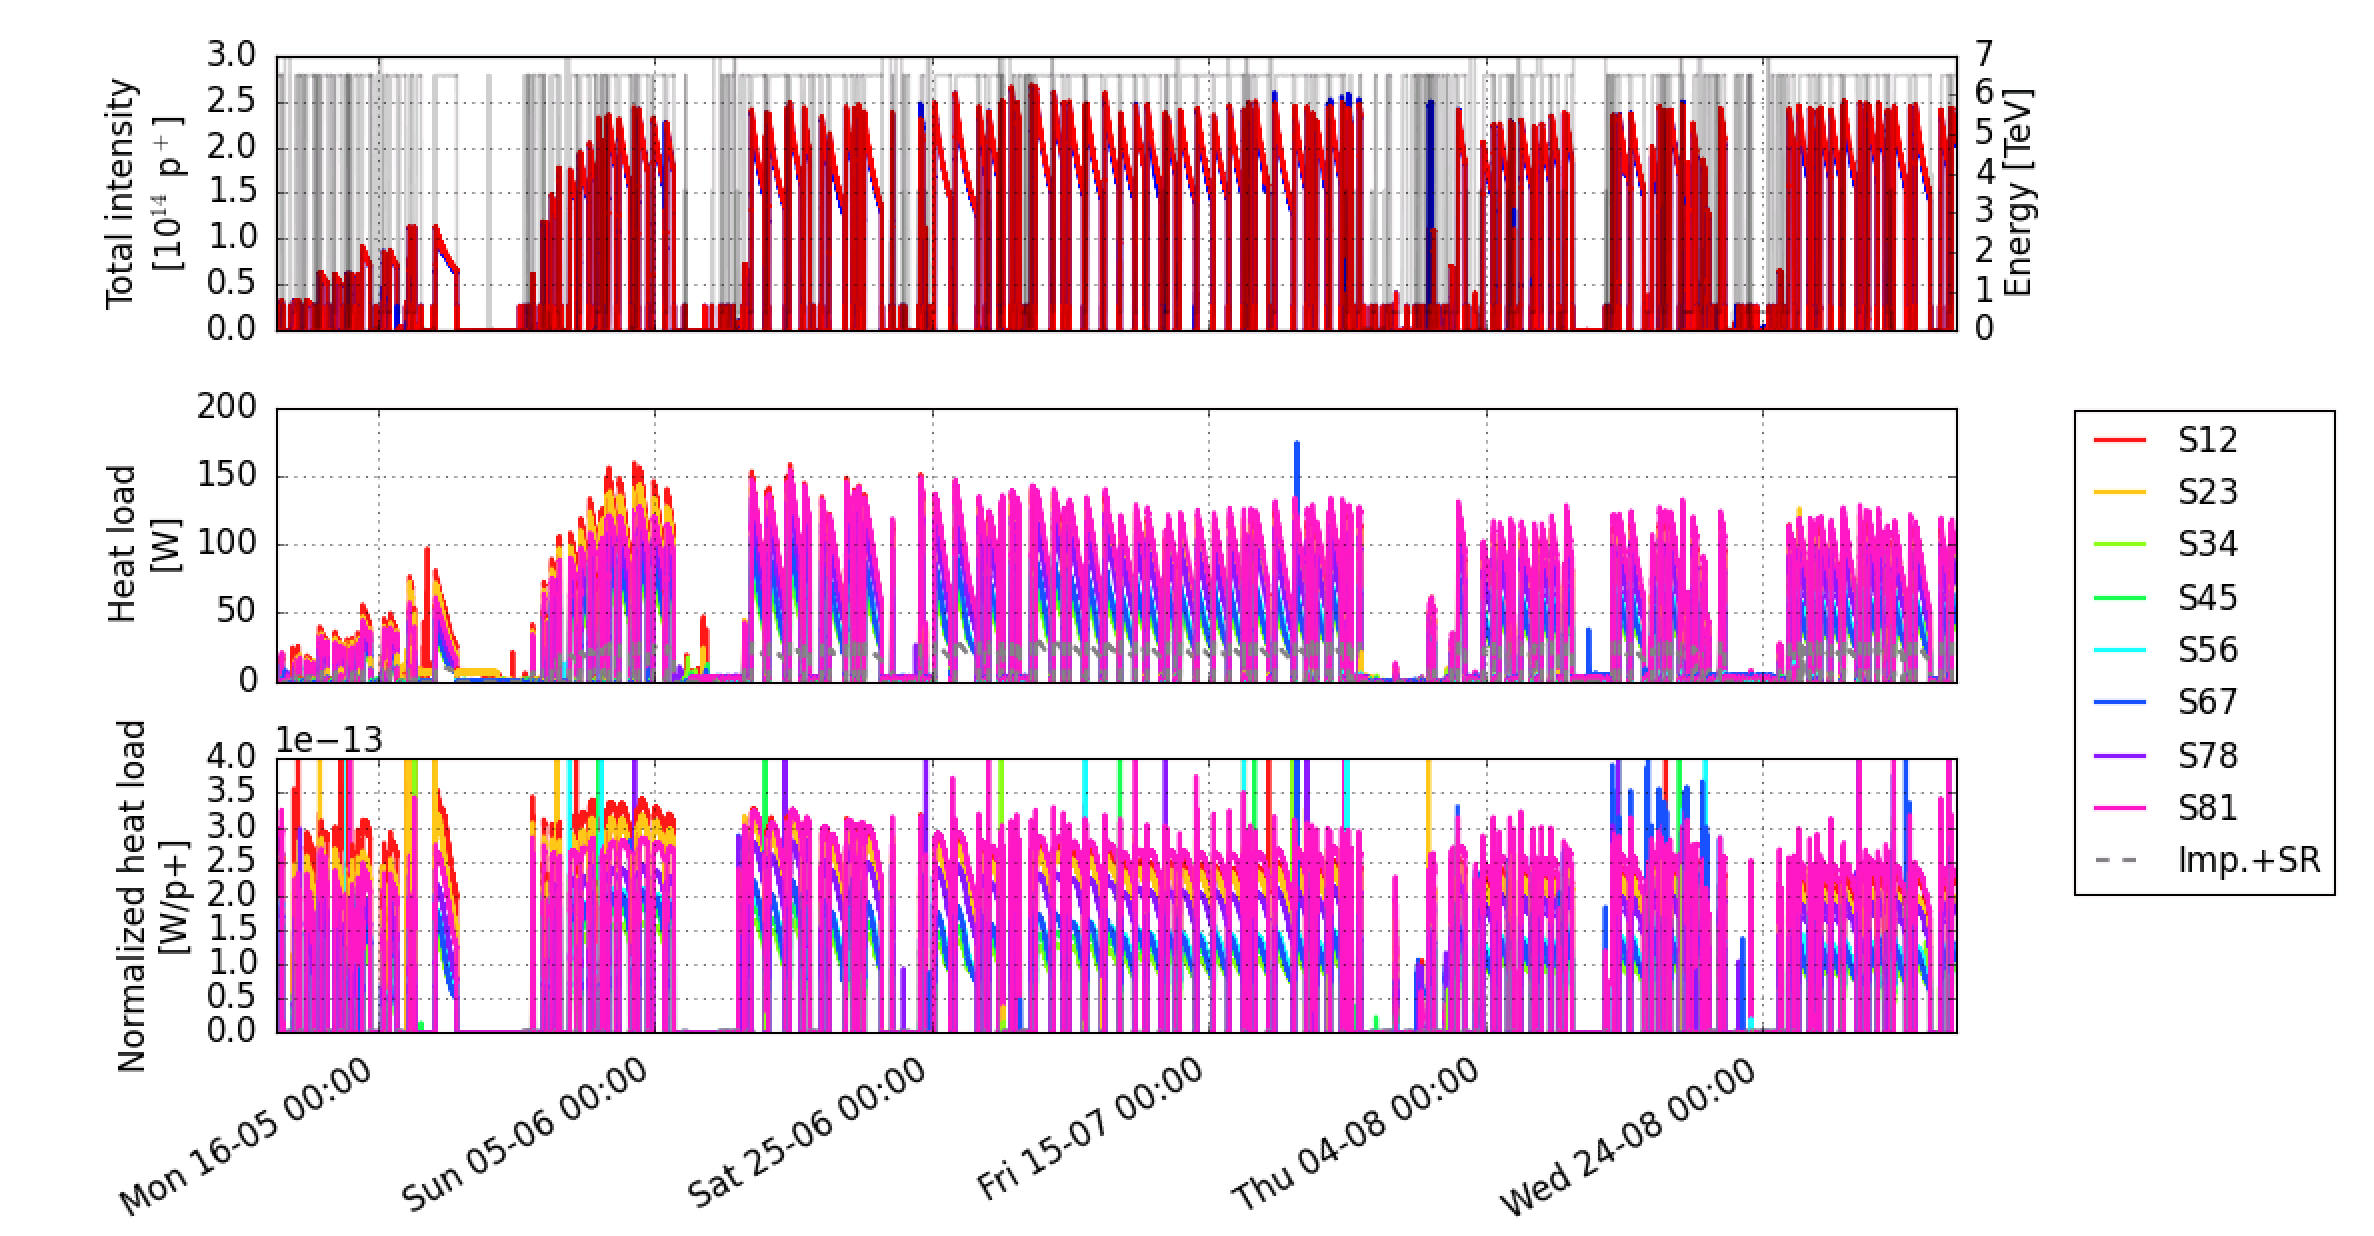 Total intensity
[10^14 p^+]
3.0
2.5
2.0
1.5
1.0
0.5
0.0
7
6
5
4
3
2
1
0
Energy [TeV]
Heat load
[W]
200
150
100
50
0
S12
S23
S34
S45
S56
S67
S78
S81
Imp.+SR
Normalized heat load
[W/p+]
1e−13
4.0
3.5
3.0
2.5
2.0
1.5
1.0
0.5
0.0
Mon 16-05 00:00
Sun 05-06 00:00
Sat 25-06 00:00
Fri 15-07 00:00
Thu 04-08 00:00
Wed 24-08 00:00